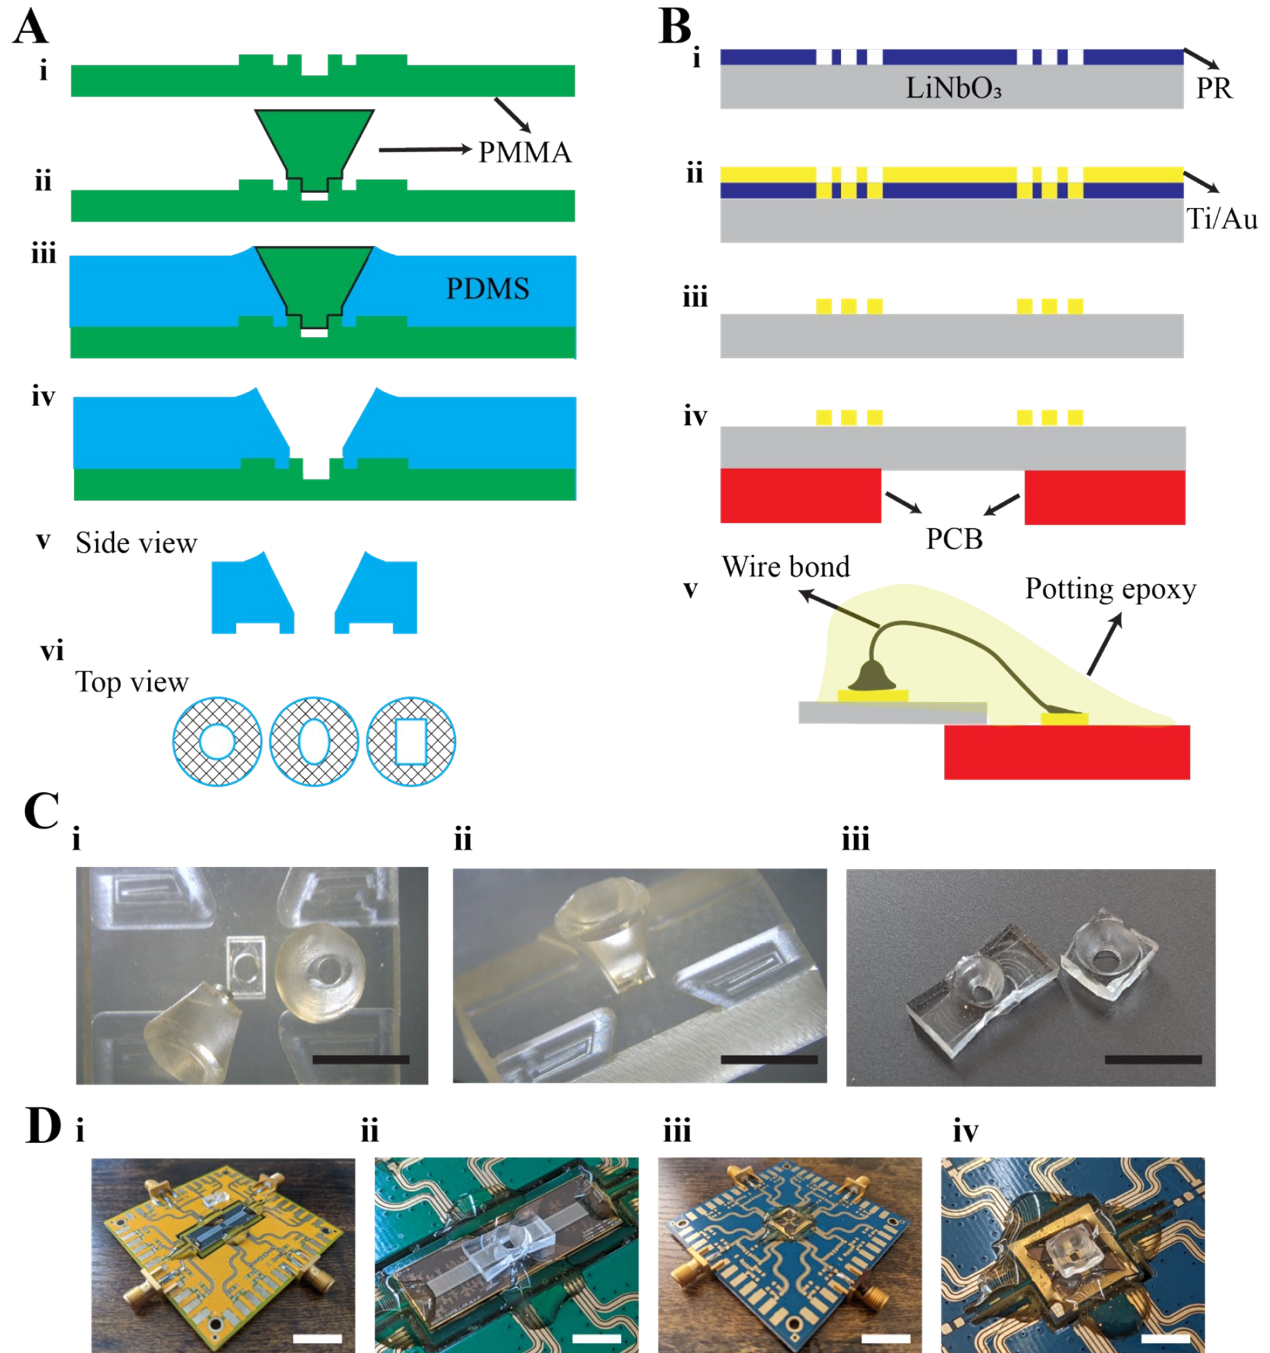 A
i
PMMA
ii
iii
PDMS
iv
v
Side view
vi
Top view
B
i
LiNbO₃
PR
ii
Ti/Au
iii
iv
PCB
Wire bond
v
Potting epoxy
C
i
ii
iii
D
i
ii
iii
iv